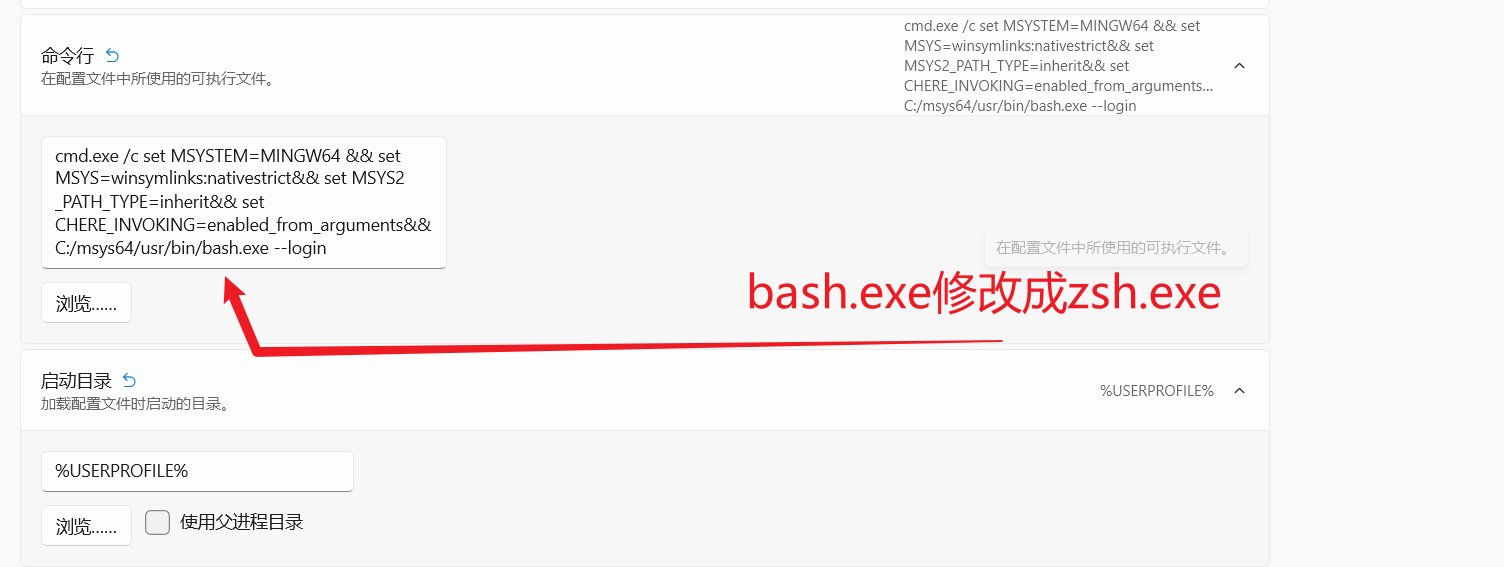 命令行
在配置文件中所使用的可执行文件。
cmd.exe /c set MSYSTEM=MINGW64 && set
MSYS=winsymlinks:nativestrict&& set
MSYS2_PATH_TYPE=inherit&& set
CHERE_INVOKING=enabled_from_arguments...
C:/msys64/usr/bin/bash.exe --login
cmd.exe /c set MSYSTEM=MINGW64 && set
MSYS=winsymlinks:nativestrict&& set MSYS2
_PATH_TYPE=inherit&& set
CHERE_INVOKING=enabled_from_arguments&&
C:/msys64/usr/bin/bash.exe --login
在配置文件中所使用的可执行文件。
bash.exe修改成zsh.exe
浏览......
启动目录
加载配置文件时启动的目录。
%USERPROFILE%
%USERPROFILE%
浏览......
使用父进程目录